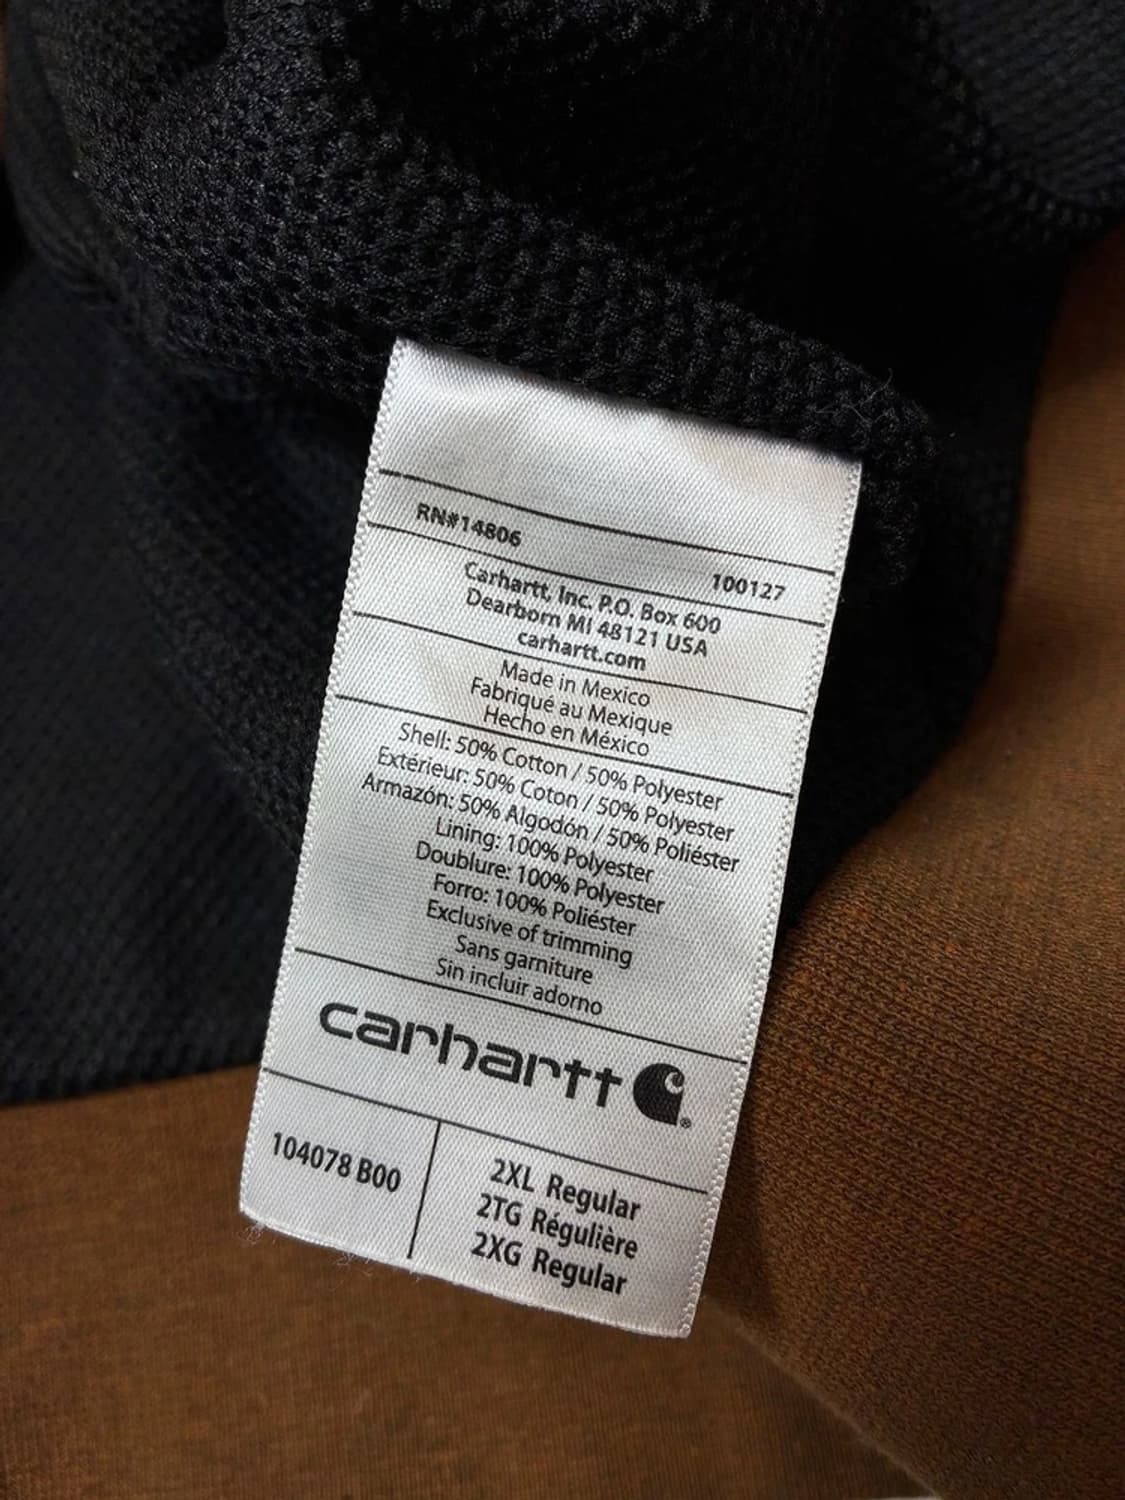 RN#14806 100127
Carhartt, Inc. P.O. Box 600
Dearborn MI 48121 USA
carhartt.com
Made in Mexico
Fabriqué au Mexique
Hecho en México
Shell: 50% Cotton / 50% Polyester
Extérieur: 50% Coton / 50% Polyester
Armazón: 50% Algodón / 50% Poliéster
Lining: 100% Polyester
Doublure: 100% Polyester
Forro: 100% Poliéster
Exclusive of trimming
Sans garniture
Sin incluir adorno
carhartt ®
104078 B00
2XL Regular
2TG Régulière
2XG Regular